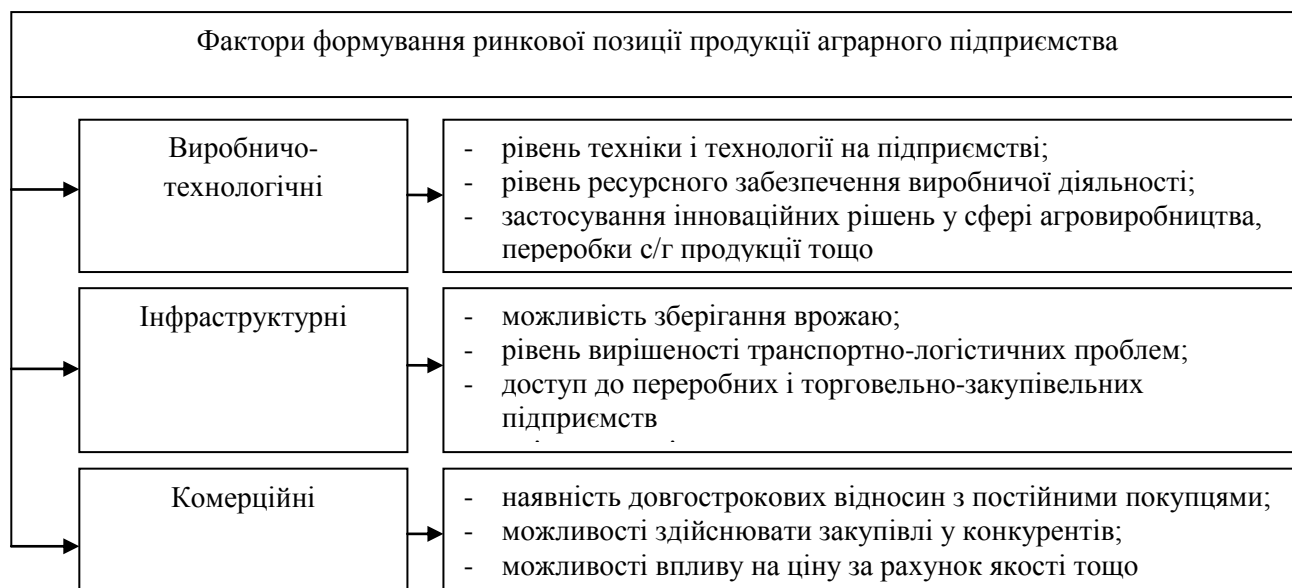 Фактори формування ринкової позиції продукції аграрного підприємства
Виробничо-
технологічні
- рівень техніки і технології на підприємстві;
- рівень ресурсного забезпечення виробничої діяльності;
- застосування інноваційних рішень у сфері агровиробництва,
переробки с/г продукції тощо
Інфраструктурні
- можливість зберігання врожаю;
- рівень вирішеності транспортно-логістичних проблем;
- доступ до переробних і торговельно-закупівельних
підприємств
Комерційні
- наявність довгострокових відносин з постійними покупцями;
- можливості здійснювати закупівлі у конкурентів;
- можливості впливу на ціну за рахунок якості тощо